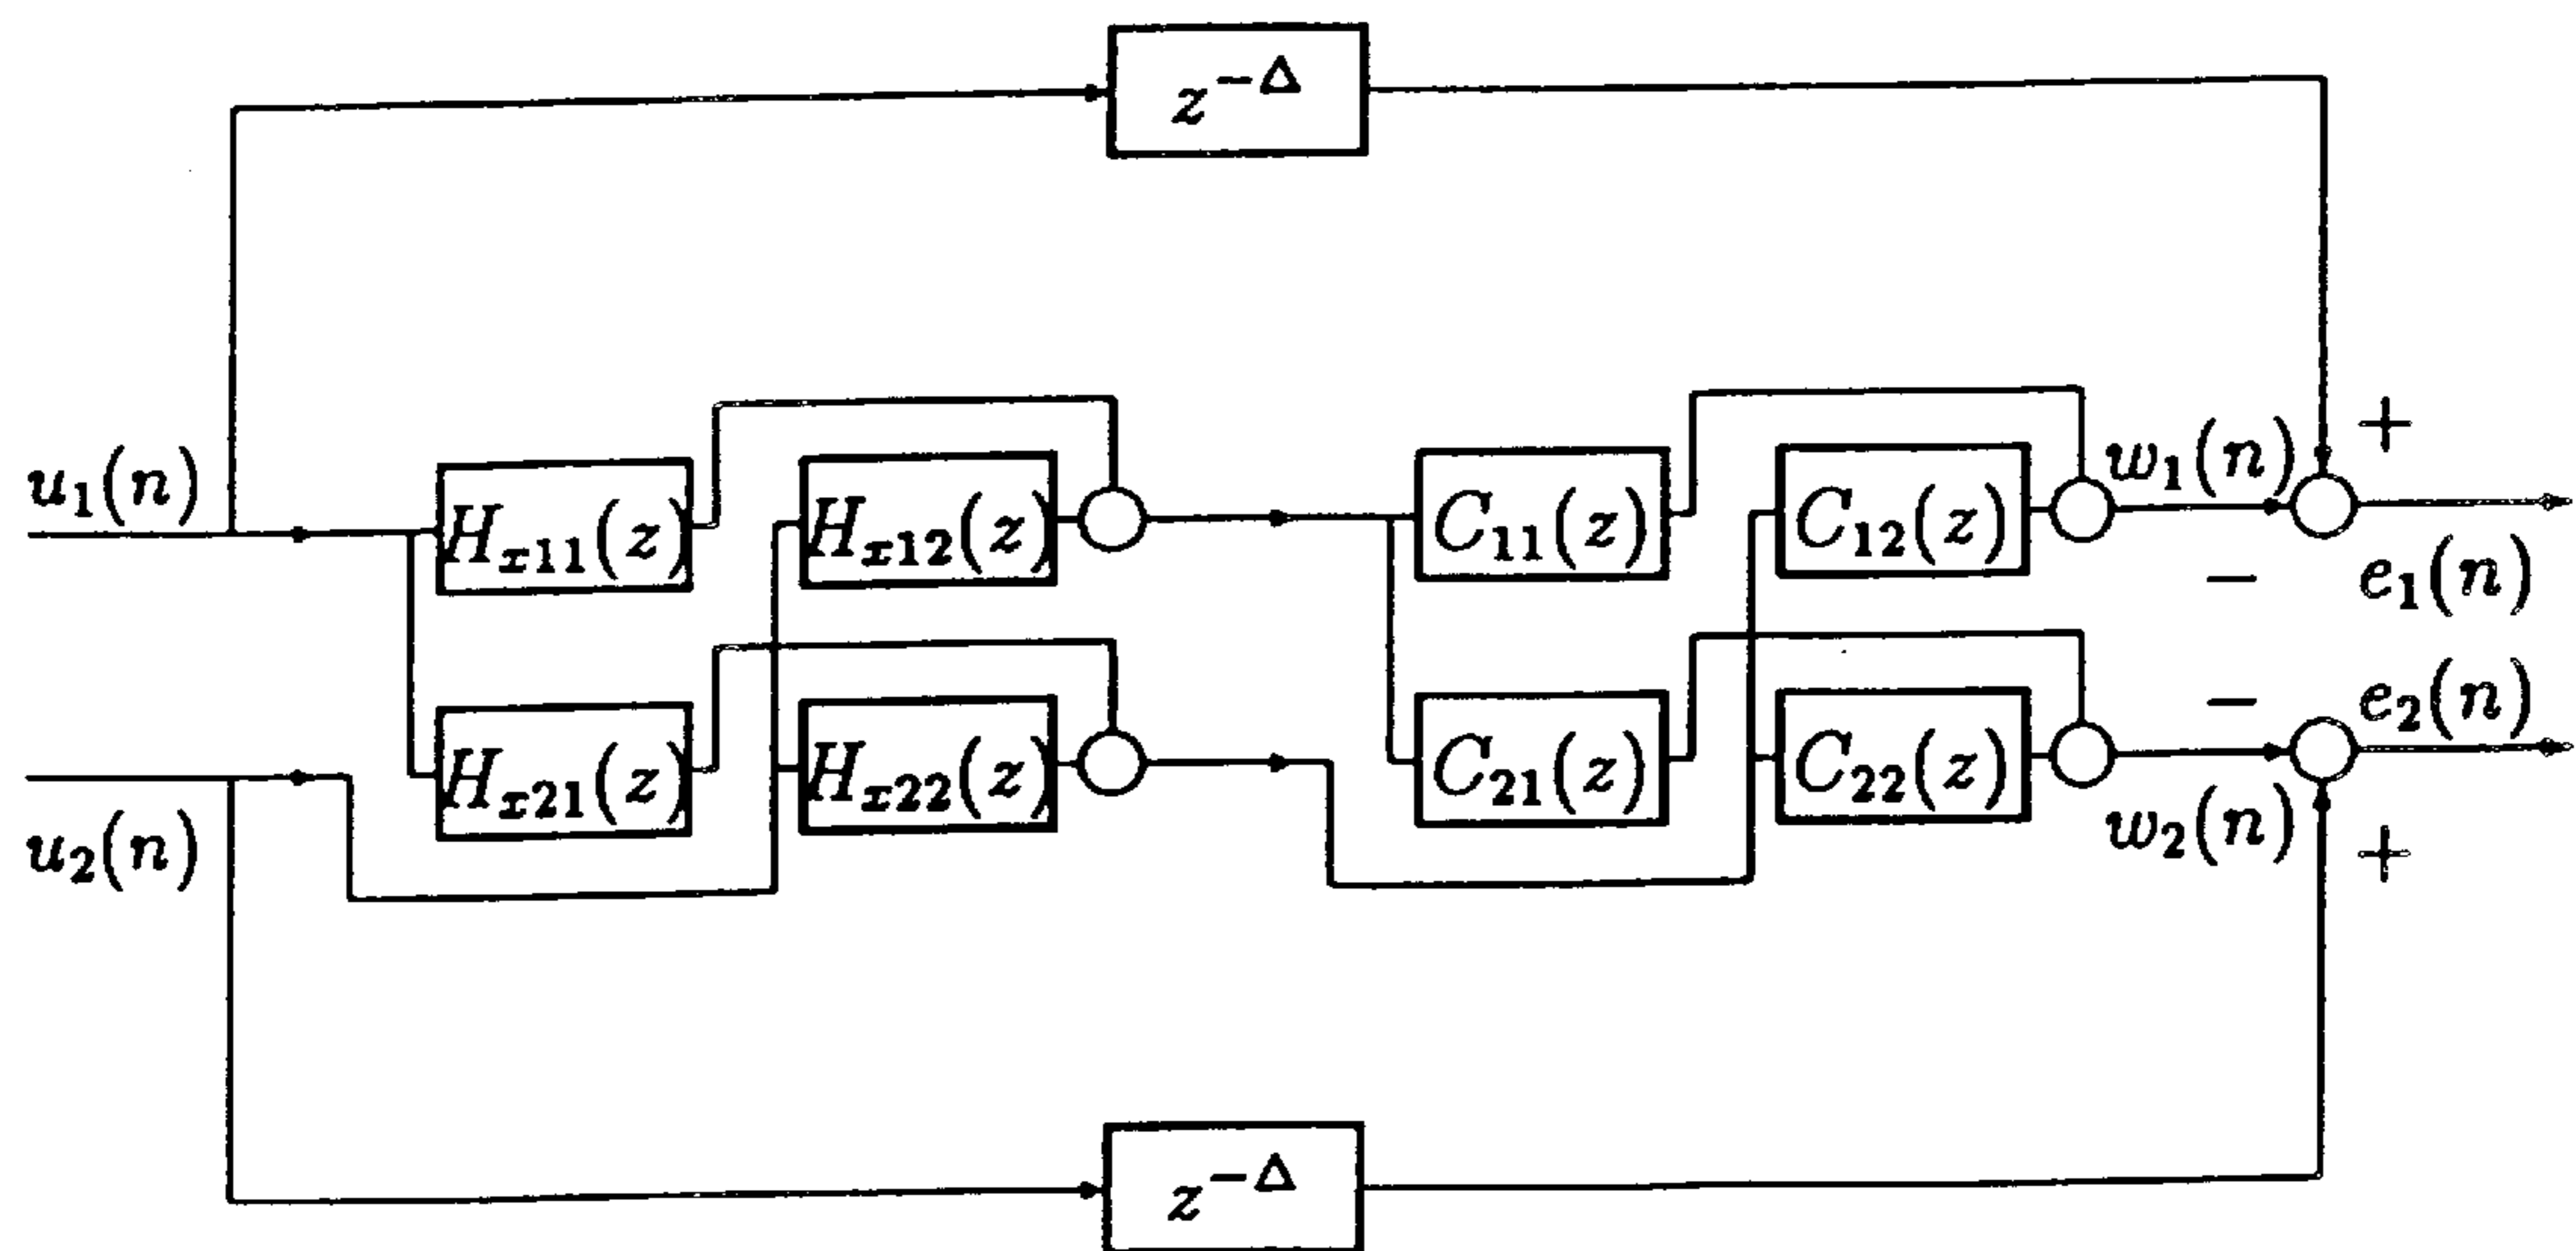 z^{-Δ}
+
u_1(n)
H_{x11}(z)
H_{x12}(z)
C_{11}(z)
C_{12}(z)
w_1(n)
−
e_1(n)
−
e_2(n)
H_{x21}(z)
H_{x22}(z)
C_{21}(z)
C_{22}(z)
u_2(n)
w_2(n)
+
z^{-Δ}